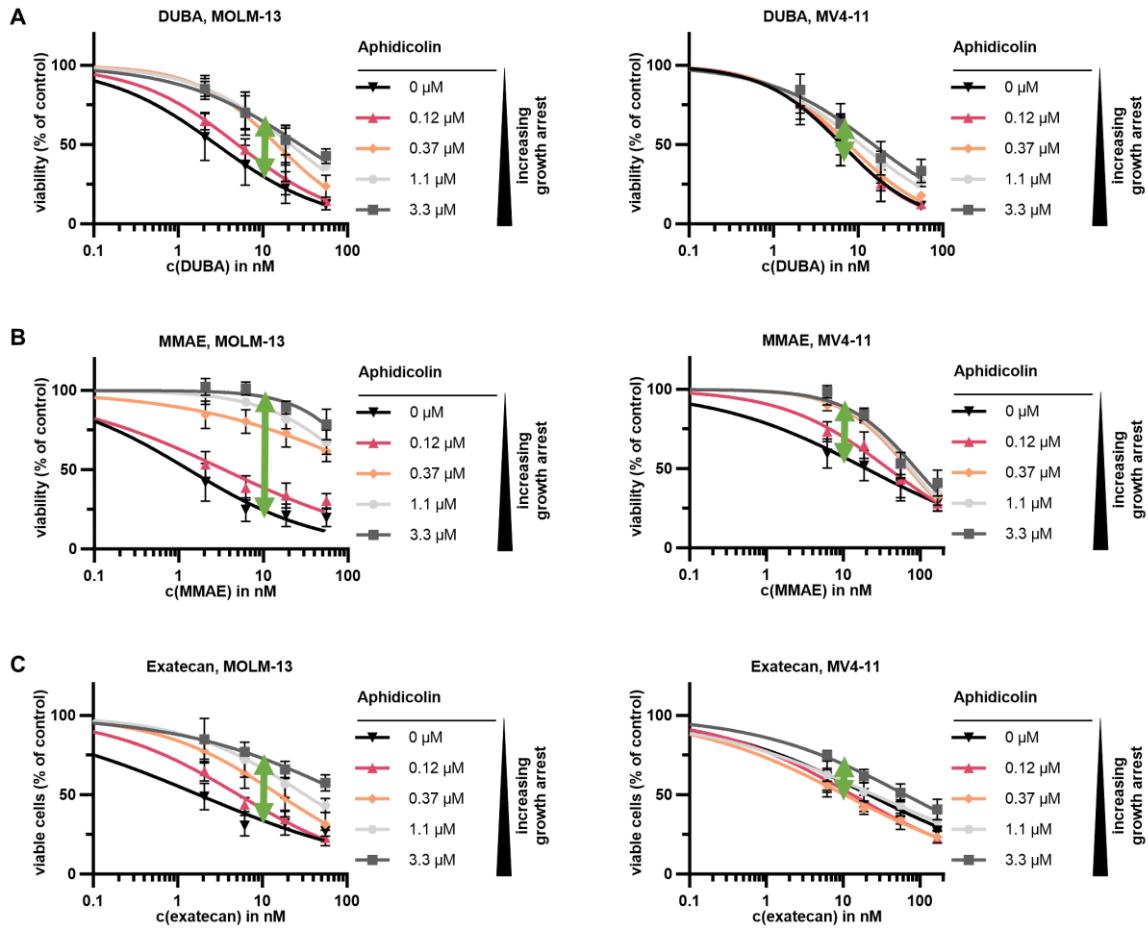 A
DUBA, MOLM-13
viability (% of control)
100
50
0
0.1
1
10
100
c(DUBA) in nM
Aphidicolin
0 µM
0.12 µM
0.37 µM
1.1 µM
3.3 µM
increasing
growth arrest
DUBA, MV4-11
viability (% of control)
100
50
0
0.1
1
10
100
c(DUBA) in nM
Aphidicolin
0 µM
0.12 µM
0.37 µM
1.1 µM
3.3 µM
increasing
growth arrest
B
MMAE, MOLM-13
viability (% of control)
100
50
0
0.1
1
10
100
c(MMAE) in nM
Aphidicolin
0 µM
0.12 µM
0.37 µM
1.1 µM
3.3 µM
increasing
growth arrest
MMAE, MV4-11
viability (% of control)
100
50
0
0.1
1
10
100
c(MMAE) in nM
Aphidicolin
0 µM
0.12 µM
0.37 µM
1.1 µM
3.3 µM
increasing
growth arrest
C
Exatecan, MOLM-13
viable cells (% of control)
100
50
0
0.1
1
10
100
c(exatecan) in nM
Aphidicolin
0 µM
0.12 µM
0.37 µM
1.1 µM
3.3 µM
increasing
growth arrest
Exatecan, MV4-11
viable cells (% of control)
100
50
0
0.1
1
10
100
c(exatecan) in nM
Aphidicolin
0 µM
0.12 µM
0.37 µM
1.1 µM
3.3 µM
increasing
growth arrest